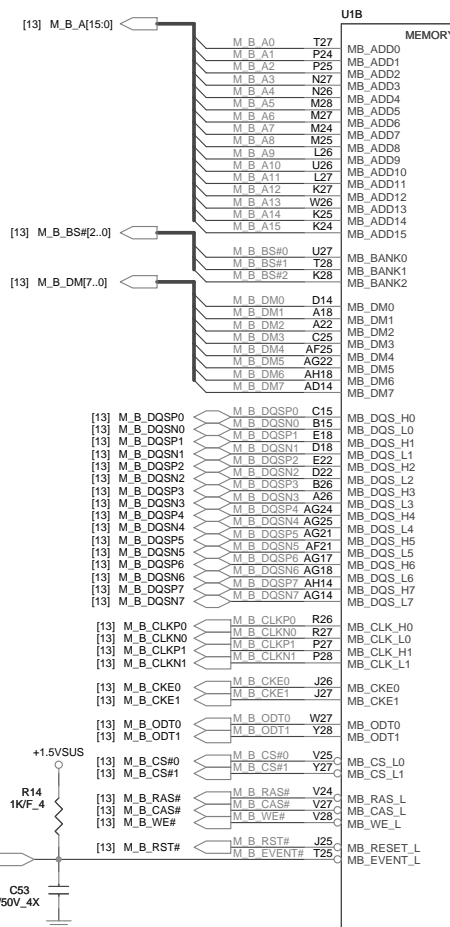 U1B
[13] M_B_A[15:0]
MEMORY
M_B_A0 T27 MB_ADD0
M_B_A1 P24 MB_ADD1
M_B_A2 P25 MB_ADD2
M_B_A3 N27 MB_ADD3
M_B_A4 N26 MB_ADD4
M_B_A5 M28 MB_ADD5
M_B_A6 M27 MB_ADD6
M_B_A7 M24 MB_ADD7
M_B_A8 M25 MB_ADD8
M_B_A9 L26 MB_ADD9
M_B_A10 U26 MB_ADD10
M_B_A11 L27 MB_ADD11
M_B_A12 K27 MB_ADD12
M_B_A13 W26 MB_ADD13
M_B_A14 K25 MB_ADD14
M_B_A15 K24 MB_ADD15
[13] M_B_BS#[2..0]
M_B_BS#0 U27 MB_BANK0
M_B_BS#1 T28 MB_BANK1
M_B_BS#2 K28 MB_BANK2
[13] M_B_DM[7..0]
M_B_DM0 D14 MB_DM0
M_B_DM1 A18 MB_DM1
M_B_DM2 A22 MB_DM2
M_B_DM3 C25 MB_DM3
M_B_DM4 AF25 MB_DM4
M_B_DM5 AG22 MB_DM5
M_B_DM6 AH18 MB_DM6
M_B_DM7 AD14 MB_DM7
[13] M_B_DQSP0 M_B_DQSP0 C15 MB_DQS_H0
[13] M_B_DQSN0 M_B_DQSN0 B15 MB_DQS_L0
[13] M_B_DQSP1 M_B_DQSP1 E18 MB_DQS_H1
[13] M_B_DQSN1 M_B_DQSN1 D18 MB_DQS_L1
[13] M_B_DQSP2 M_B_DQSP2 E22 MB_DQS_H2
[13] M_B_DQSN2 M_B_DQSN2 D22 MB_DQS_L2
[13] M_B_DQSP3 M_B_DQSP3 B26 MB_DQS_H3
[13] M_B_DQSN3 M_B_DQSN3 A26 MB_DQS_L3
[13] M_B_DQSP4 M_B_DQSP4 AG24 MB_DQS_H4
[13] M_B_DQSN4 M_B_DQSN4 AG25 MB_DQS_L4
[13] M_B_DQSP5 M_B_DQSP5 AG21 MB_DQS_H5
[13] M_B_DQSN5 M_B_DQSN5 AF21 MB_DQS_L5
[13] M_B_DQSP6 M_B_DQSP6 AG17 MB_DQS_H6
[13] M_B_DQSN6 M_B_DQSN6 AG18 MB_DQS_L6
[13] M_B_DQSP7 M_B_DQSP7 AH14 MB_DQS_H7
[13] M_B_DQSN7 M_B_DQSN7 AG14 MB_DQS_L7
[13] M_B_CLKP0 M_B_CLKP0 R26 MB_CLK_H0
[13] M_B_CLKN0 M_B_CLKN0 R27 MB_CLK_L0
[13] M_B_CLKP1 M_B_CLKP1 P27 MB_CLK_H1
[13] M_B_CLKN1 M_B_CLKN1 P28 MB_CLK_L1
[13] M_B_CKE0 M_B_CKE0 J26 MB_CKE0
[13] M_B_CKE1 M_B_CKE1 J27 MB_CKE1
[13] M_B_ODT0 M_B_ODT0 W27 MB_ODT0
[13] M_B_ODT1 M_B_ODT1 Y28 MB_ODT1
+1.5VSUS
[13] M_B_CS#0 M_B_CS#0 V25 MB_CS_L0
[13] M_B_CS#1 M_B_CS#1 Y27 MB_CS_L1
R14
1K/F_4
[13] M_B_RAS# M_B_RAS# V24 MB_RAS_L
[13] M_B_CAS# M_B_CAS# V27 MB_CAS_L
[13] M_B_WE# M_B_WE# V28 MB_WE_L
[13] M_B_RST# M_B_RST# J25 MB_RESET_L
M_B_EVENT# T25 MB_EVENT_L
C53
/50V_4X